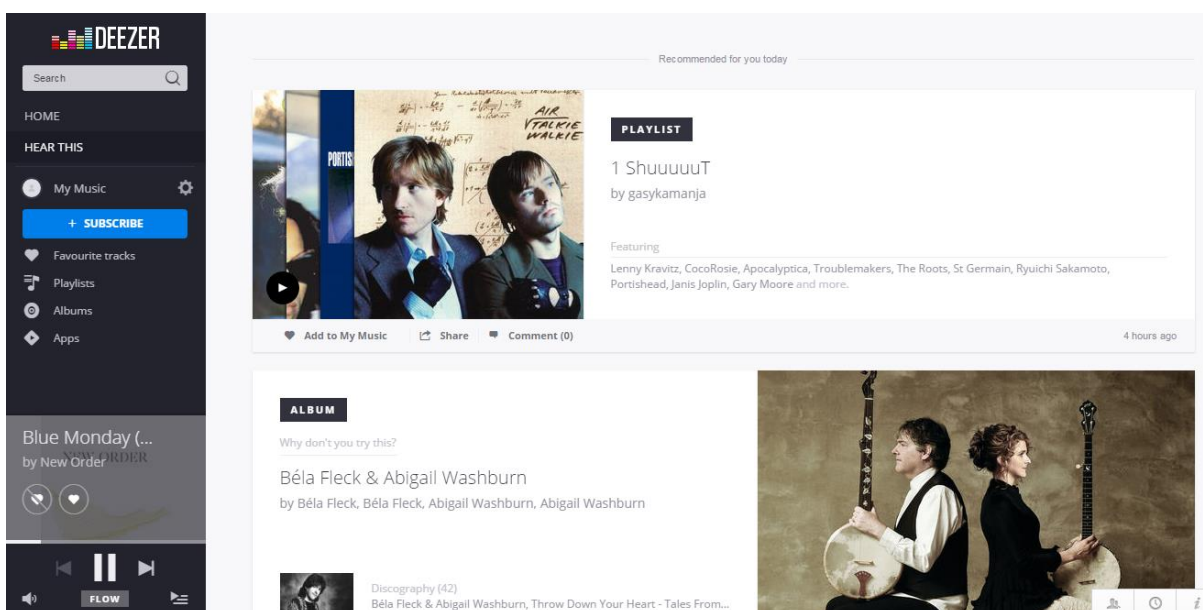 DEEZER
Search
HOME
HEAR THIS
My Music
+ SUBSCRIBE
Favourite tracks
Playlists
Albums
Apps
Blue Monday (...
NEW ORDER
by New Order
FLOW
Recommended for you today
PORTIS
AIR
TALKIE
WALKIE
PLAYLIST
1 ShuuuuuT
by gasykamanja
Featuring
Lenny Kravitz, CocoRosie, Apocalyptica, Troublemakers, The Roots, St Germain, Ryuichi Sakamoto,
Portishead, Janis Joplin, Gary Moore and more.
Add to My Music Share Comment (0) 4 hours ago
ALBUM
Why don't you try this?
Béla Fleck & Abigail Washburn
by Béla Fleck, Béla Fleck, Abigail Washburn, Abigail Washburn
Discography (42)
Béla Fleck & Abigail Washburn, Throw Down Your Heart - Tales From...